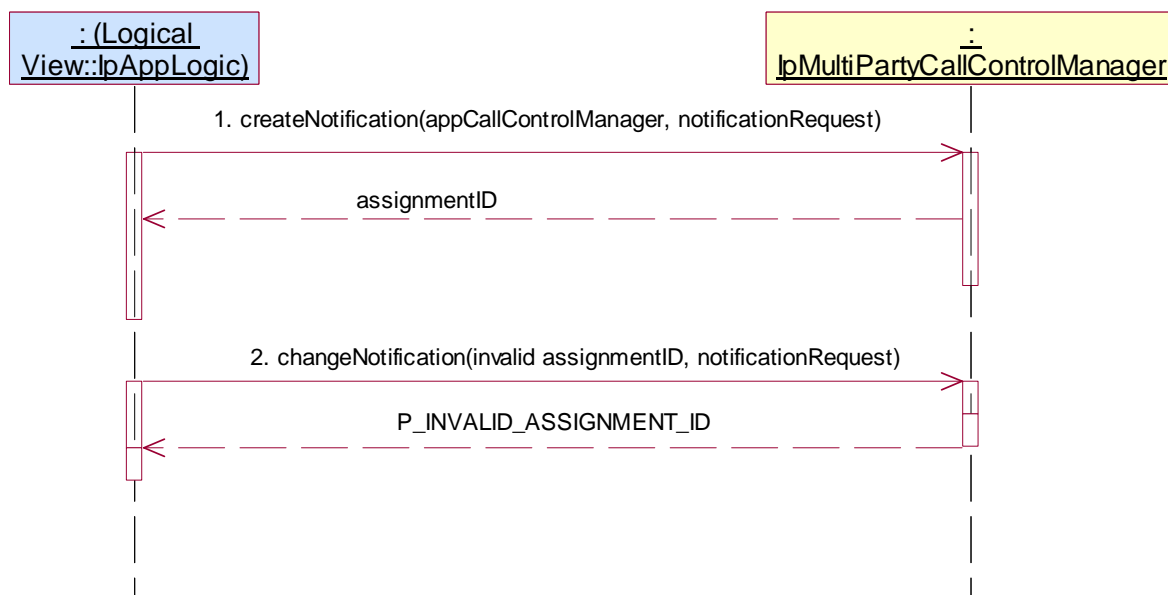 : (Logical
View::IpAppLogic)
:
IpMultiPartyCallControlManager
1. createNotification(appCallControlManager, notificationRequest)
assignmentID
2. changeNotification(invalid assignmentID, notificationRequest)
P_INVALID_ASSIGNMENT_ID